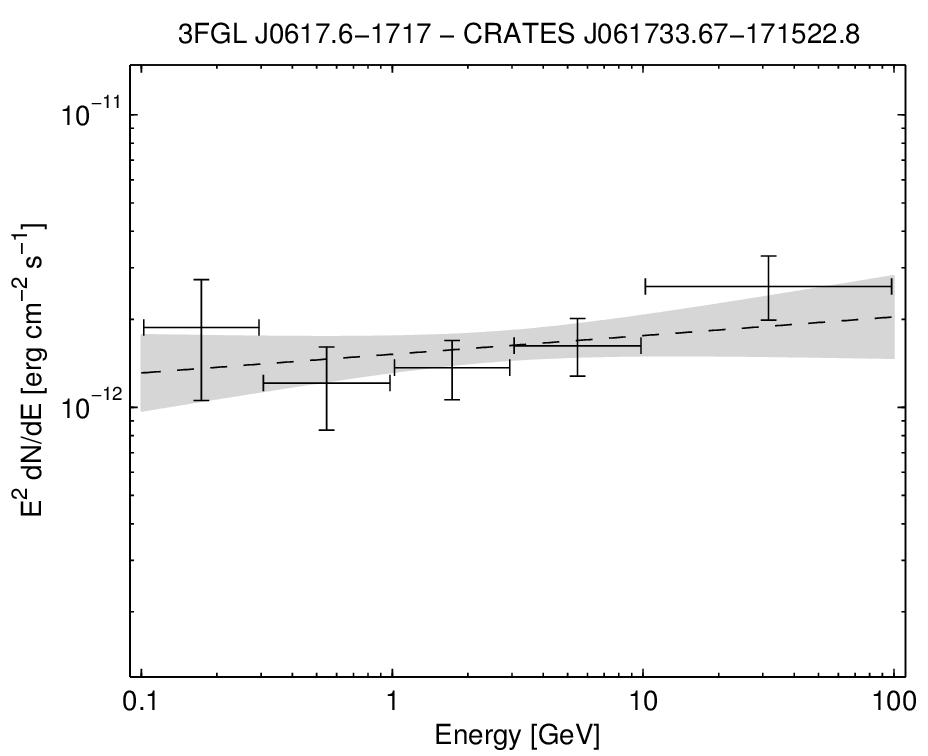 3FGL J0617.6−1717 − CRATES J061733.67−171522.8
10⁻¹¹
10⁻¹²
E² dN/dE [erg cm⁻² s⁻¹]
0.1 1 10 100
Energy [GeV]